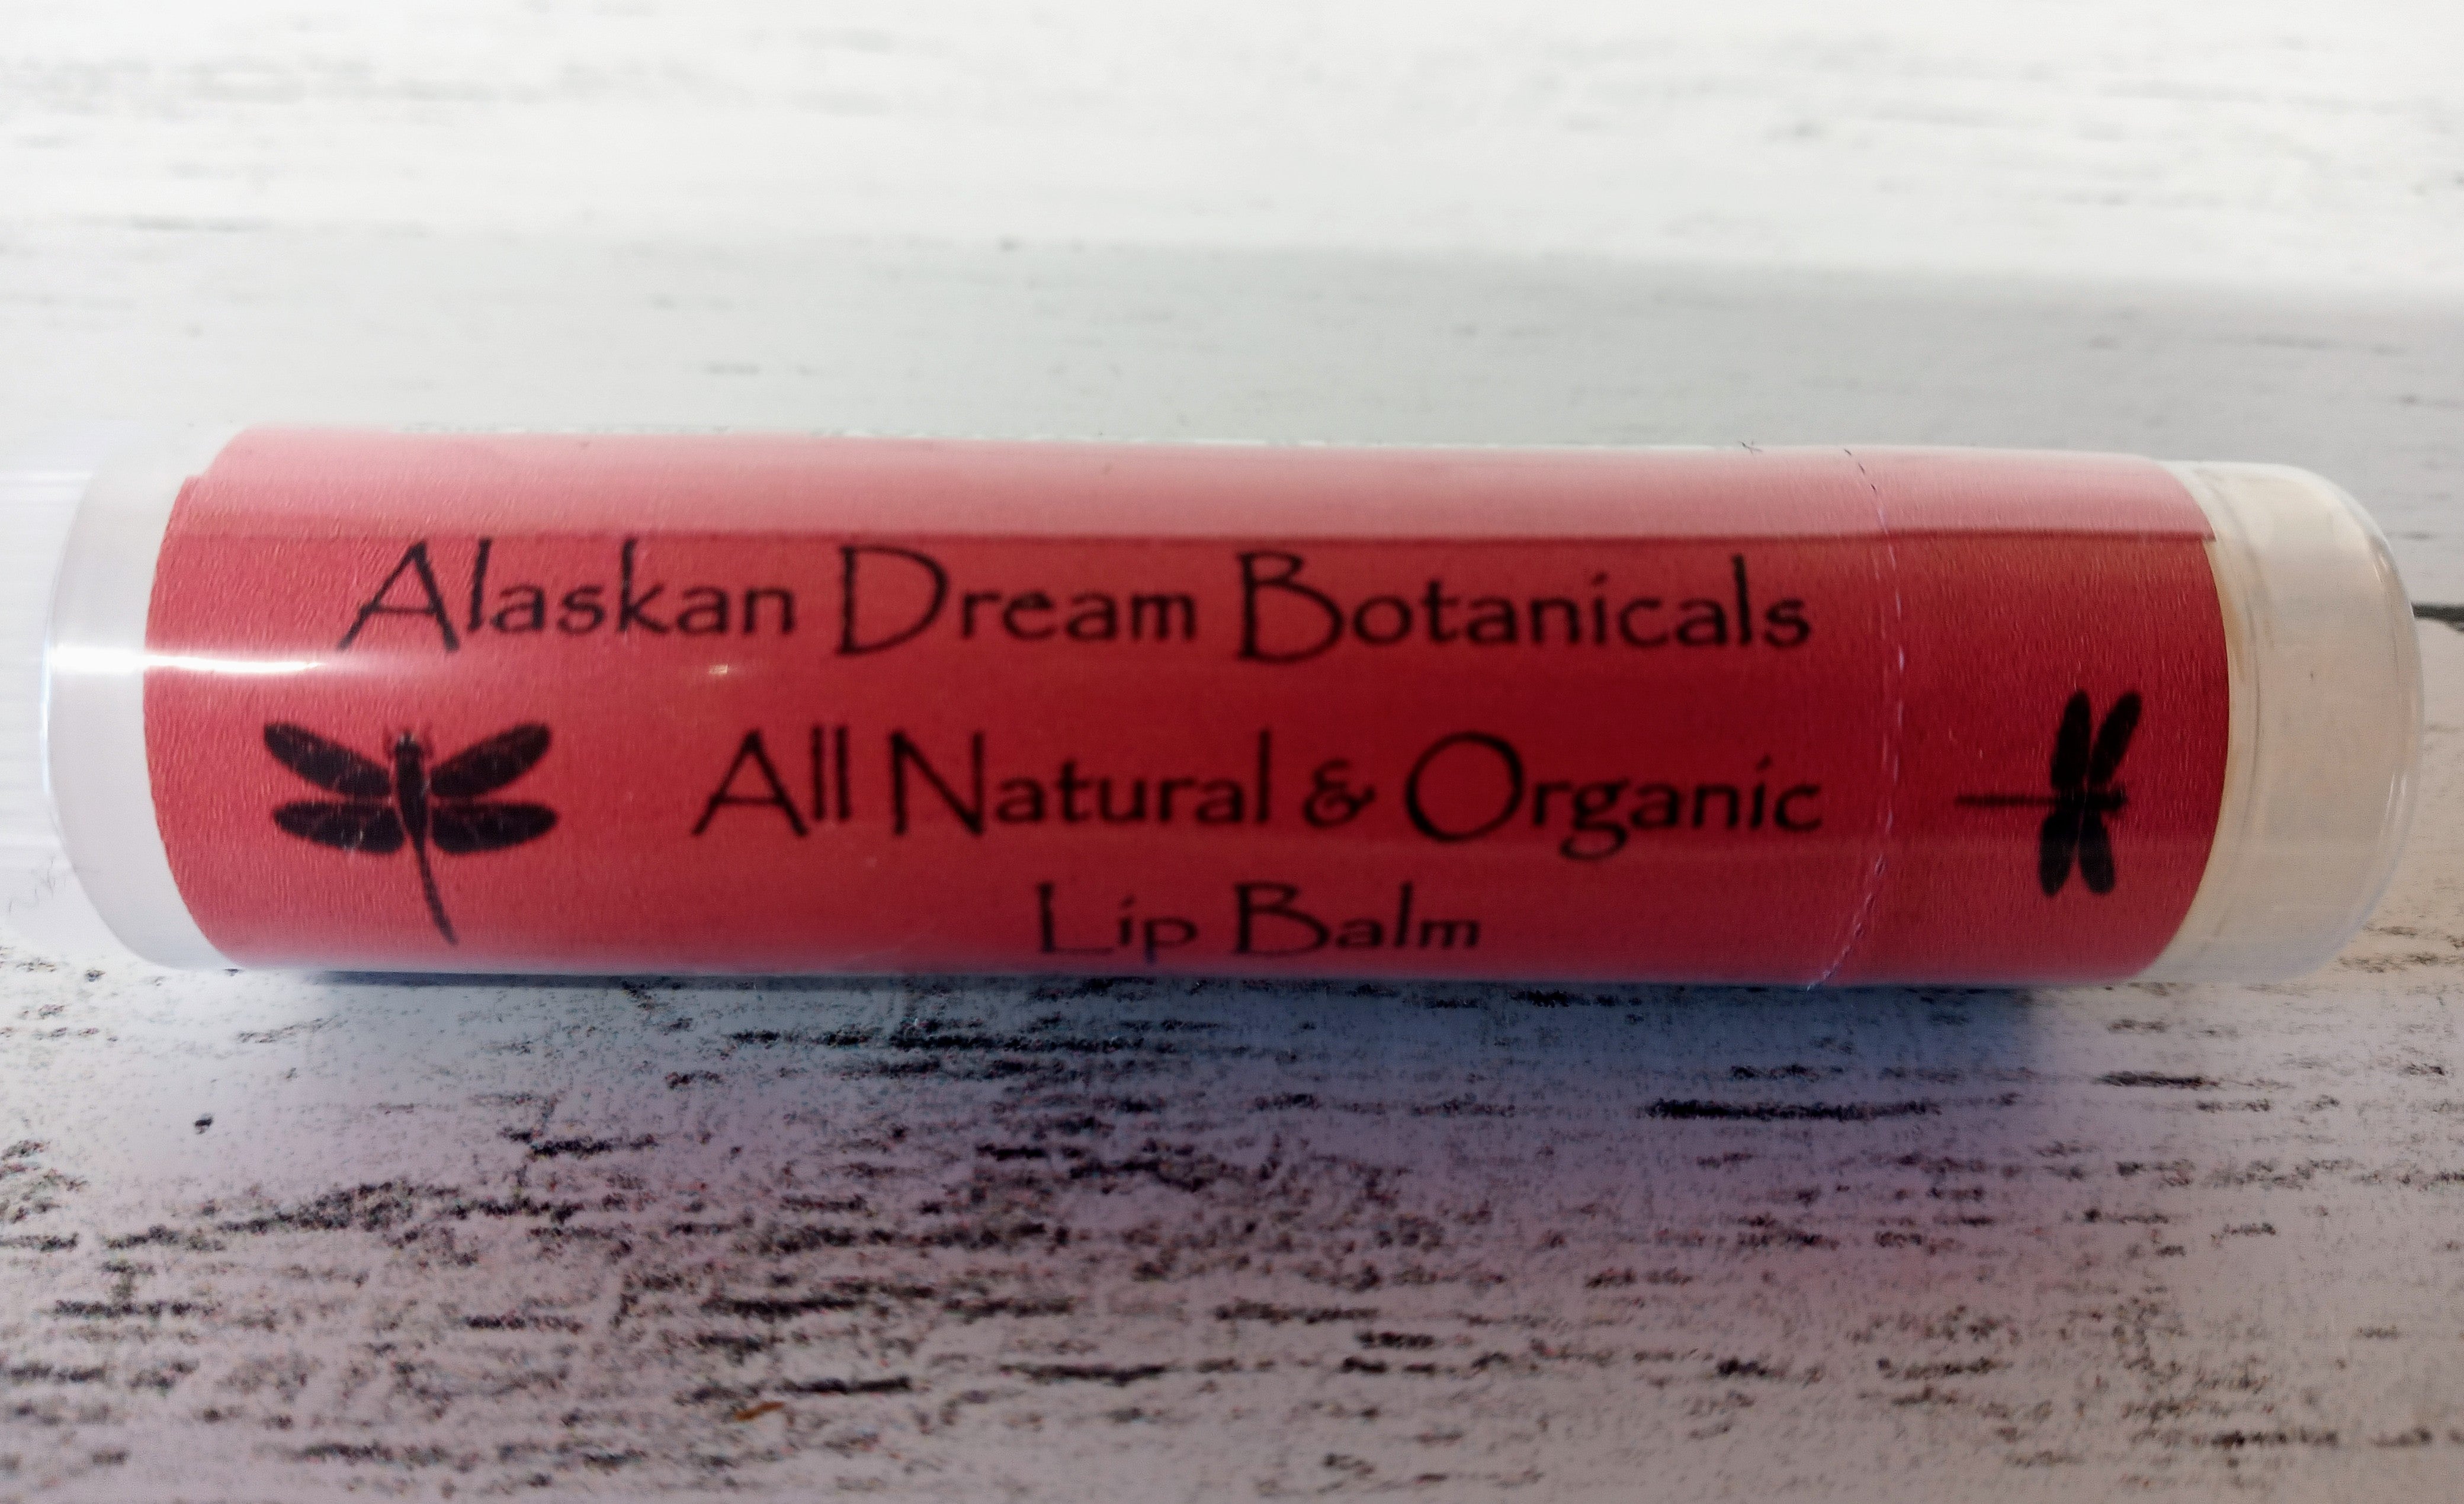 Alaskan Dream Botanicals
All Natural & Organic
Lip Balm